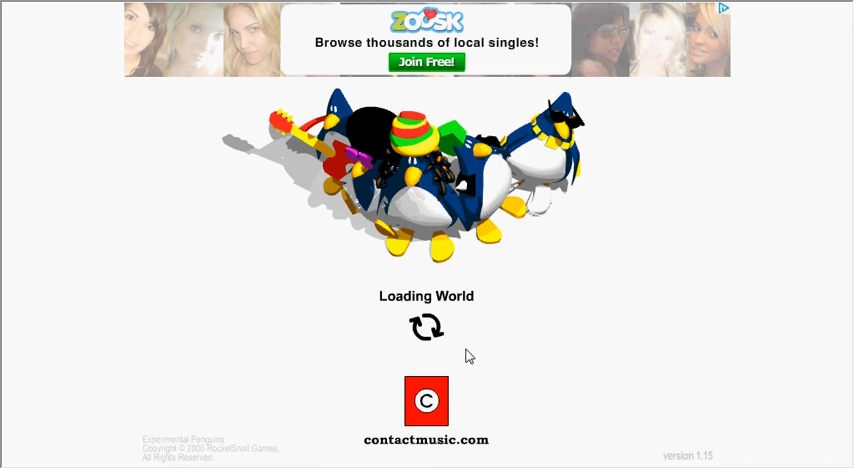 ZOOSK
Browse thousands of local singles!
Join Free!
Loading World
C
contactmusic.com
Experimental Penguins
Copyright © 2000 RocketSnail Games,
All Rights Reserved.
version 1.15